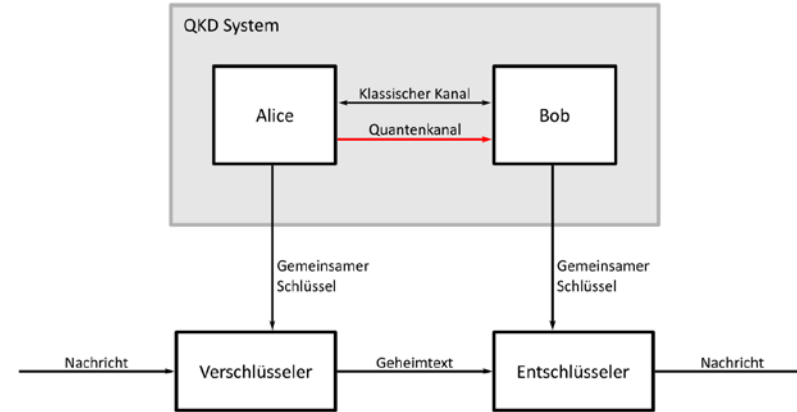 QKD System
Alice
Klassischer Kanal
Quantenkanal
Bob
Gemeinsamer
Schlüssel
Gemeinsamer
Schlüssel
Nachricht
Verschlüsseler
Geheimtext
Entschlüsseler
Nachricht